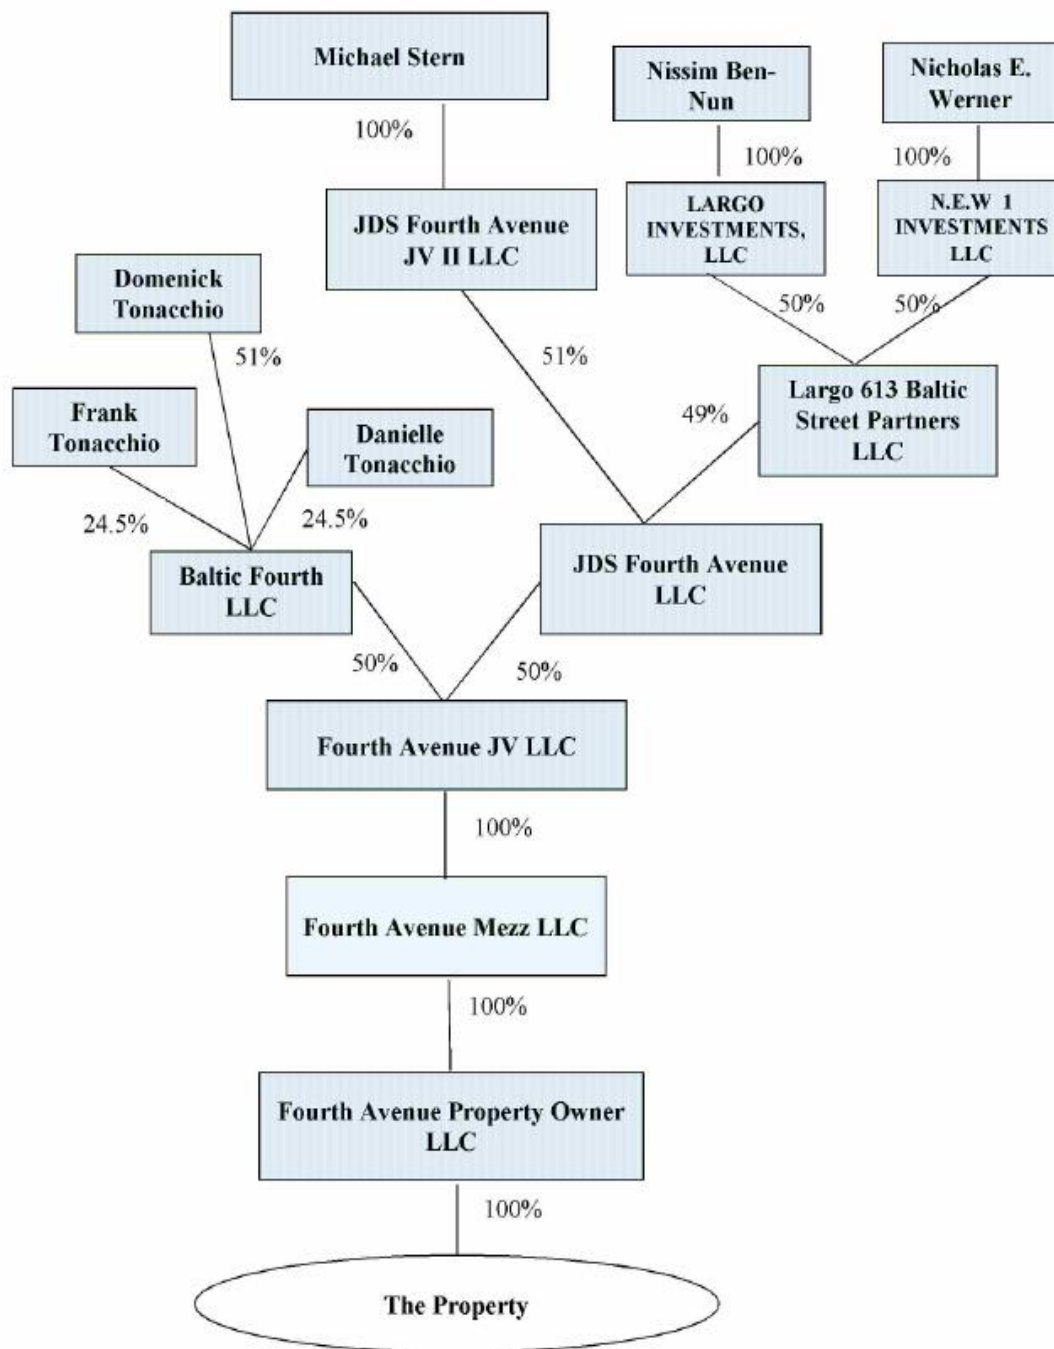 Michael Stern
Nissim Ben-
Nun
Nicholas E.
Werner
100%
100%
100%
JDS Fourth Avenue
JV II LLC
LARGO
INVESTMENTS,
LLC
N.E.W 1
INVESTMENTS
LLC
Domenick
Tonacchio
50%
50%
51%
51%
Frank
Tonacchio
Danielle
Tonacchio
Largo 613 Baltic
Street Partners
LLC
49%
24.5%
24.5%
Baltic Fourth
LLC
JDS Fourth Avenue
LLC
50%
50%
Fourth Avenue JV LLC
100%
Fourth Avenue Mezz LLC
100%
Fourth Avenue Property Owner
LLC
100%
The Property